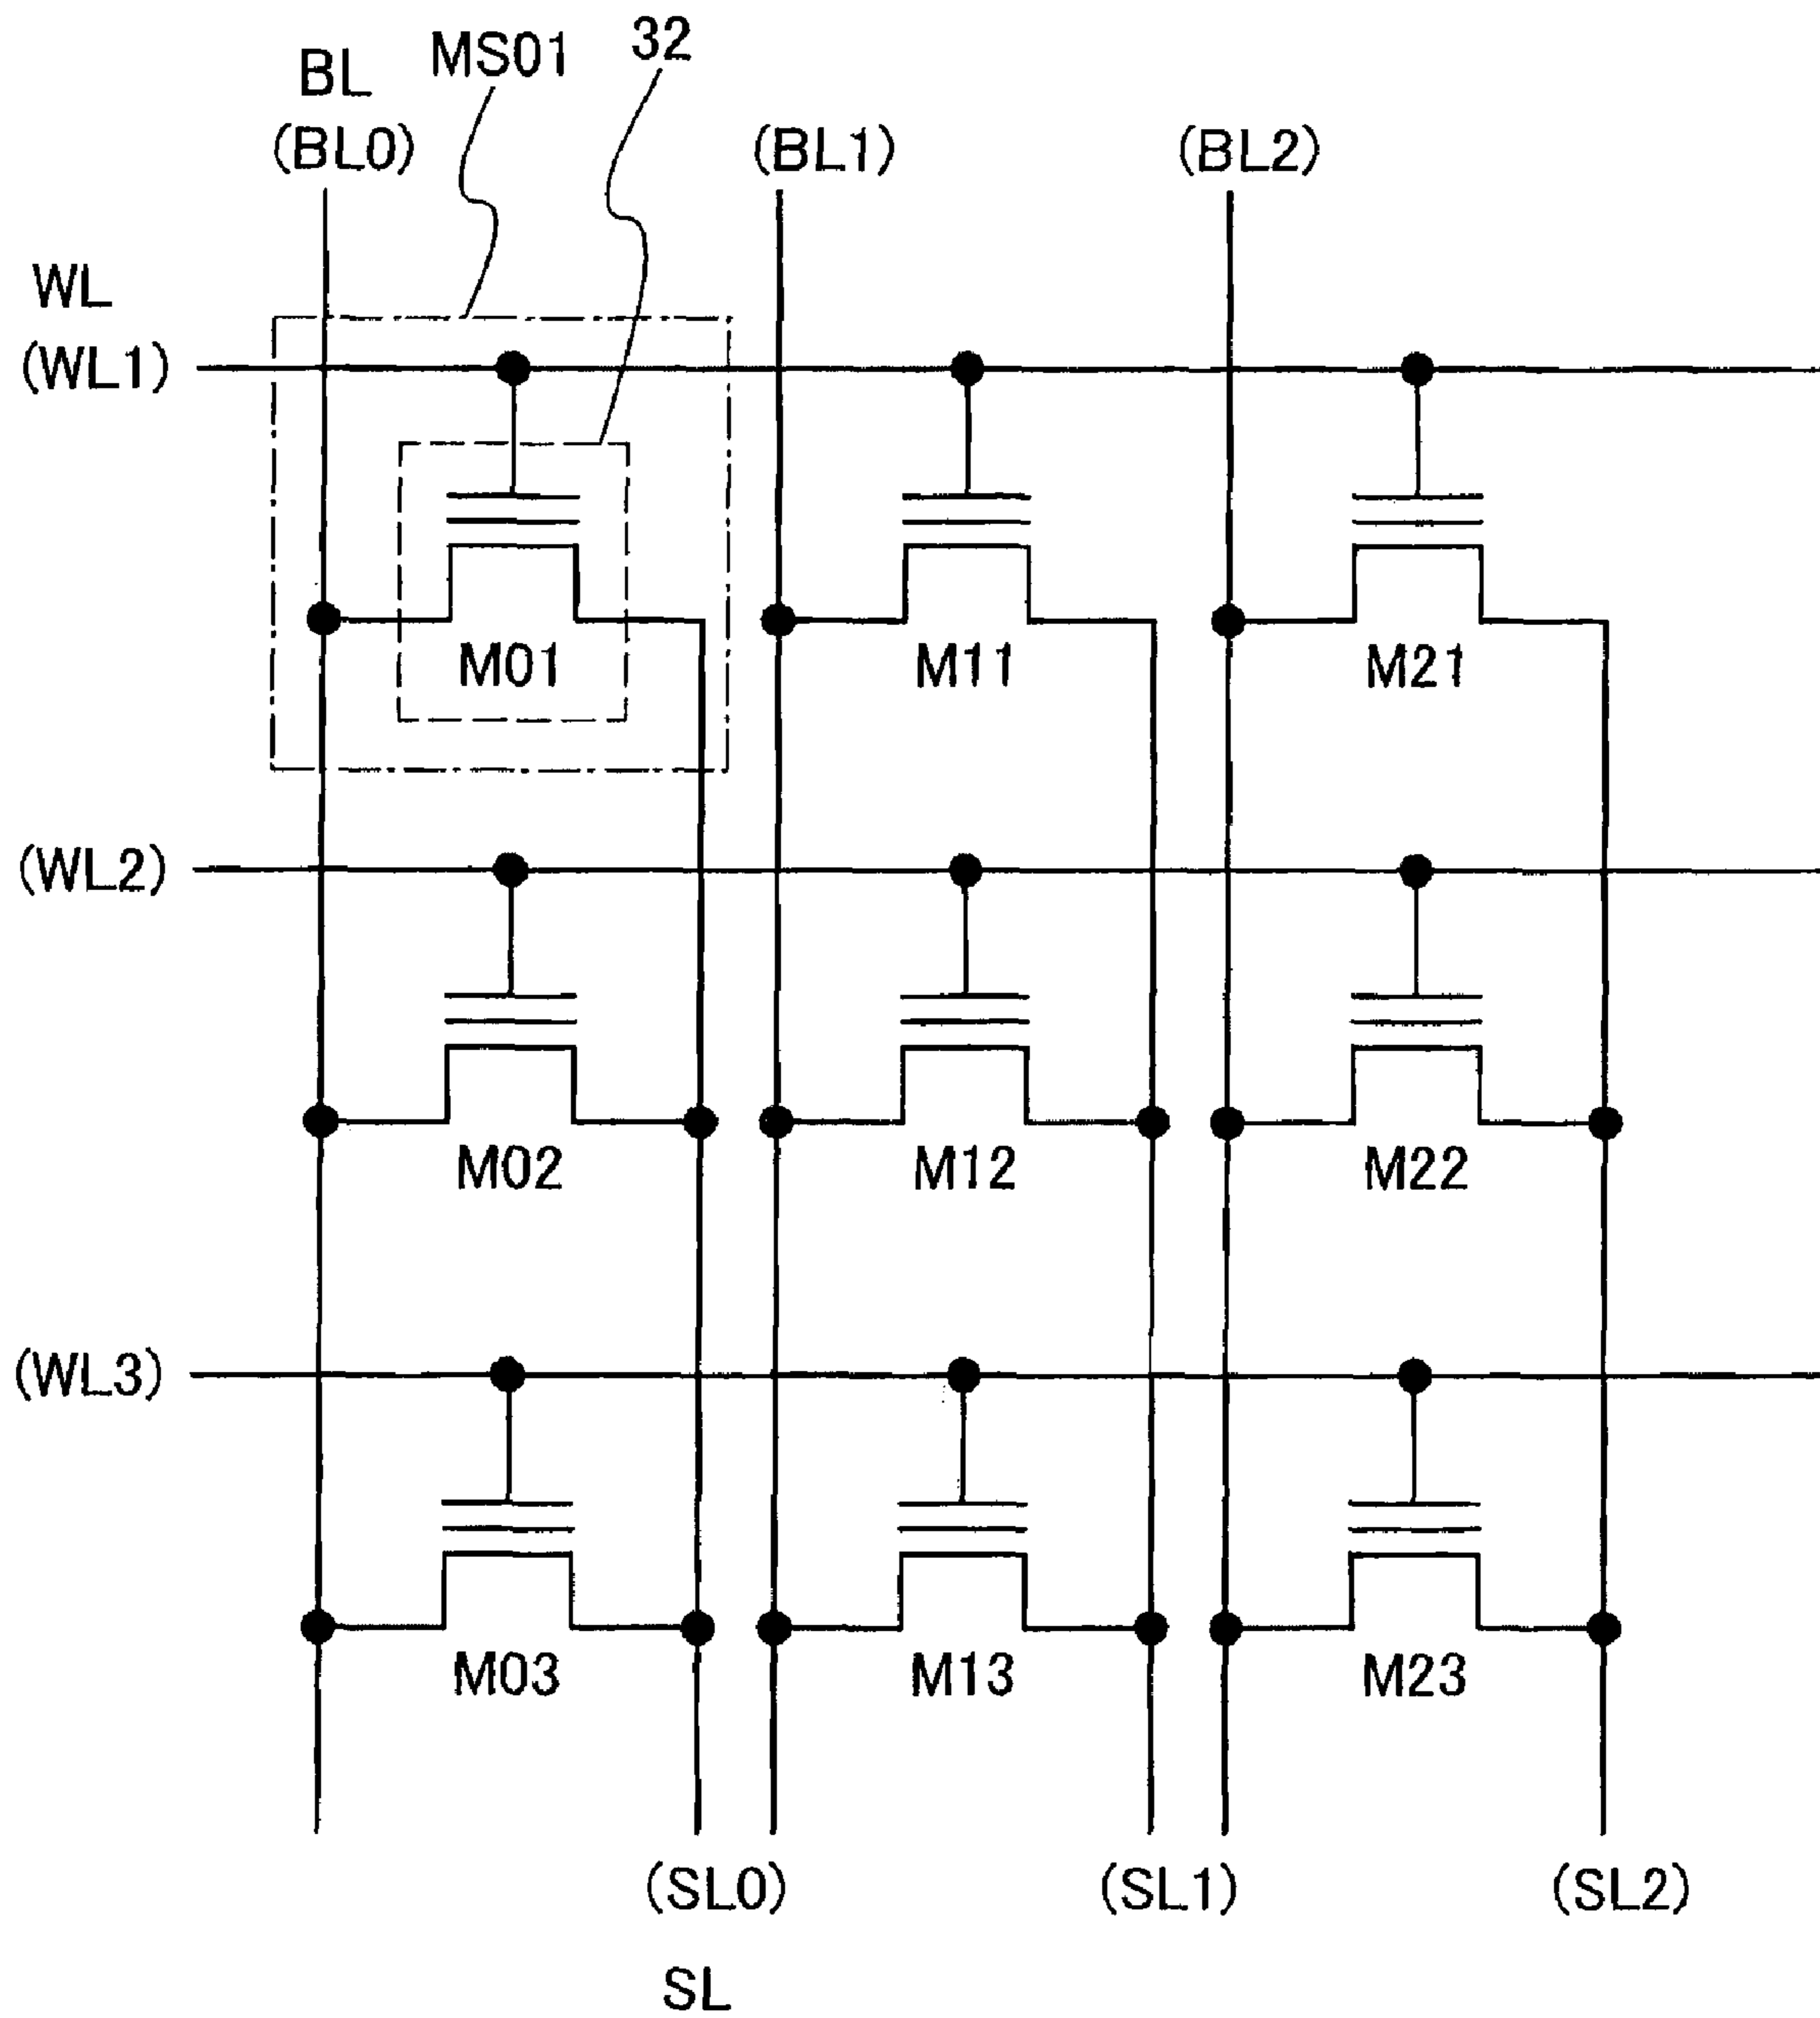 BL
MS01
32
(BL0)
(BL1)
(BL2)
WL
(WL1)
M01
M11
M21
(WL2)
M02
M12
M22
(WL3)
M03
M13
M23
(SL0)
(SL1)
(SL2)
SL